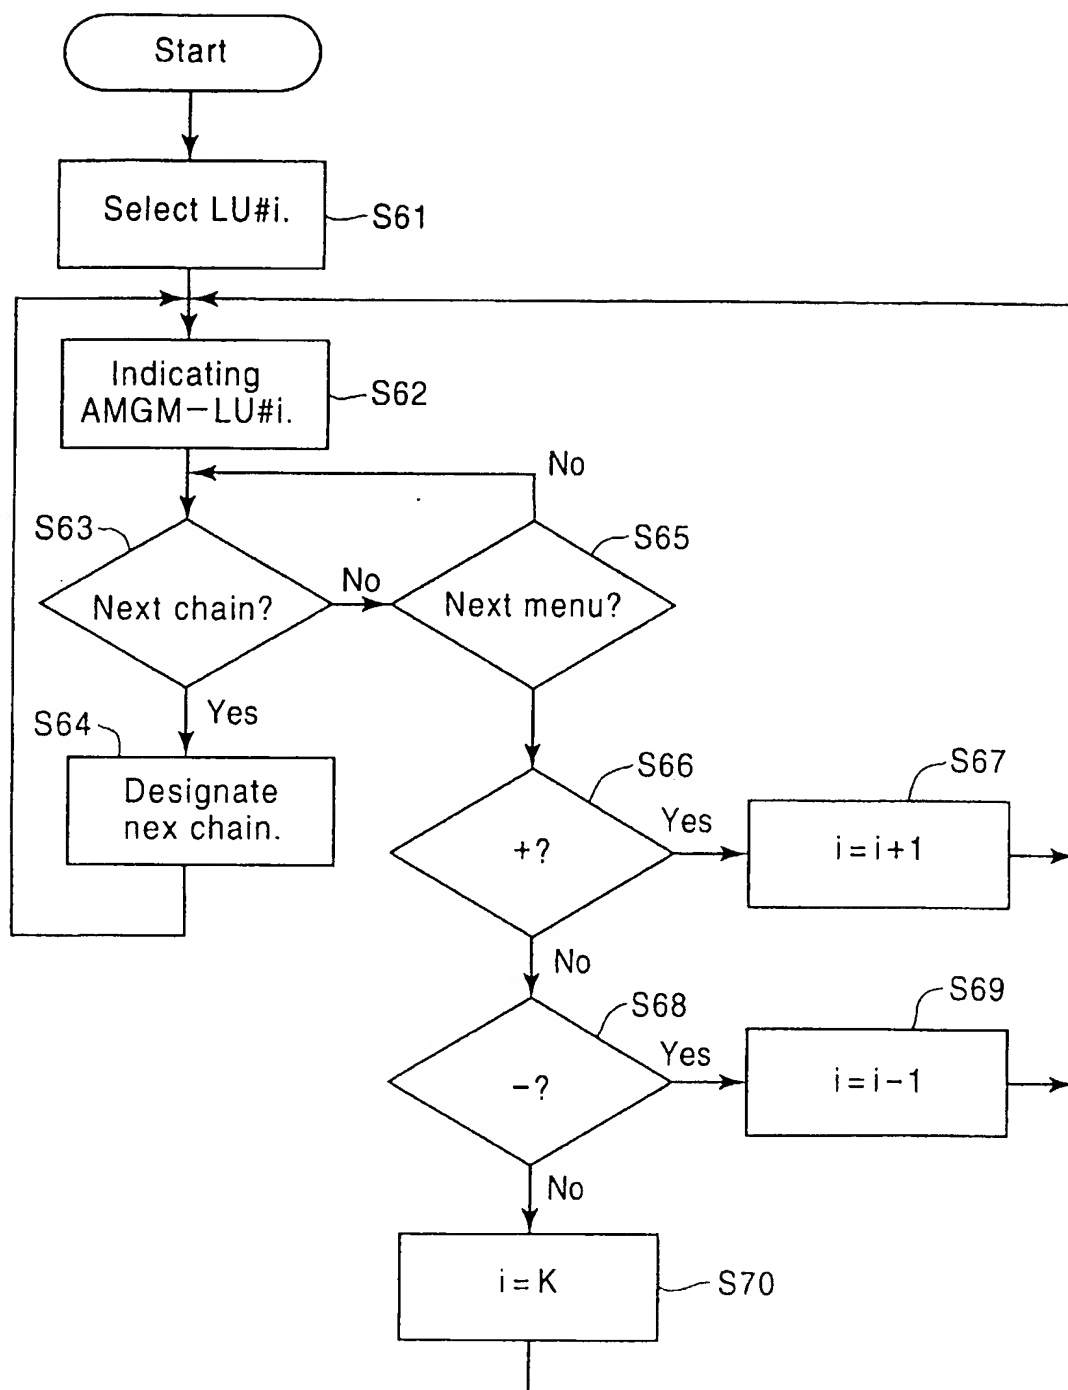 Start
Select LU#i.
S61
Indicating
AMGM-LU#i.
S62
No
S63
Next chain?
No
S65
Next menu?
Yes
S64
Designate
nex chain.
S66
+?
Yes
S67
i=i+1
No
S68
-?
Yes
S69
i=i-1
No
i=K
S70